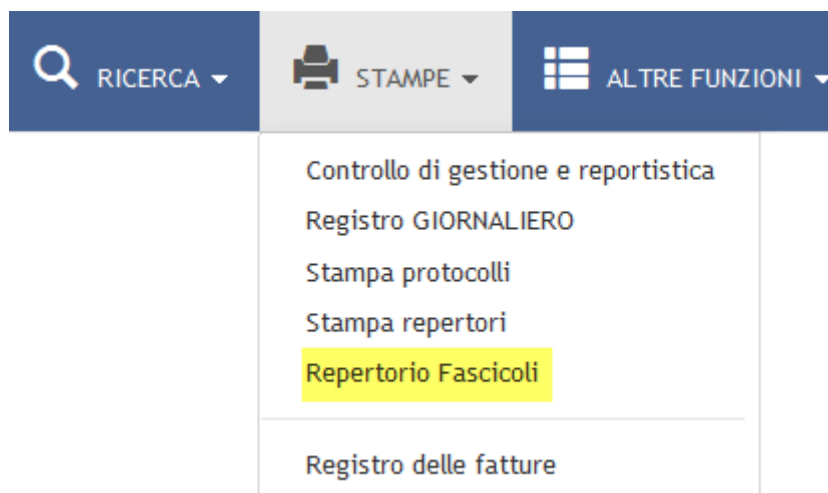 RICERCA
STAMPE
ALTRE FUNZIONI
Controllo di gestione e reportistica
Registro GIORNALIERO
Stampa protocolli
Stampa repertori
Repertorio Fascicoli
Registro delle fatture